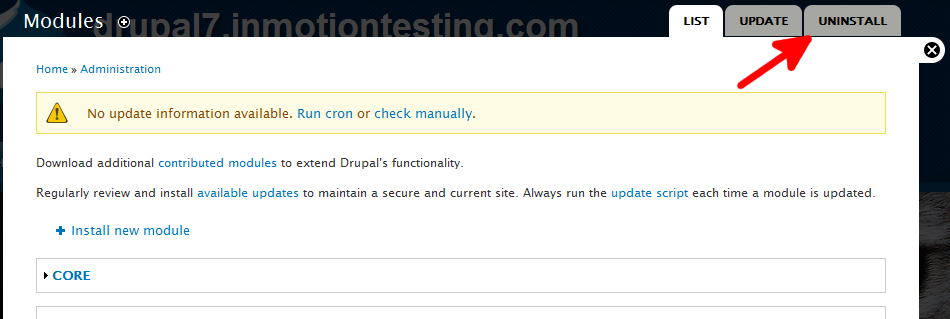 drupal7.inmotiontesting.com
Modules
LIST UPDATE UNINSTALL
Home » Administration
No update information available. Run cron or check manually.
Download additional contributed modules to extend Drupal's functionality.
Regularly review and install available updates to maintain a secure and current site. Always run the update script each time a module is updated.
+ Install new module
CORE